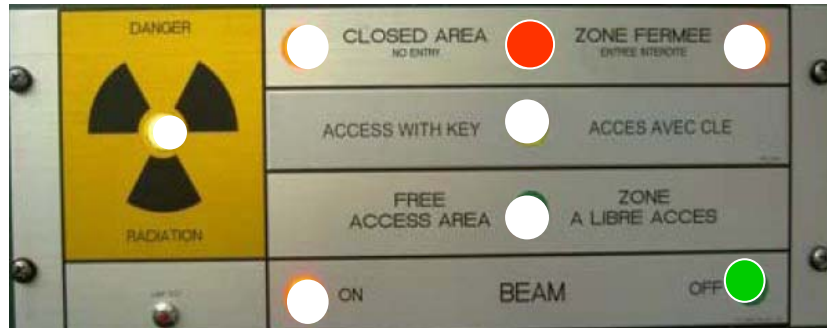 DANGER
RADIATION
CLOSED AREA
NO ENTRY
ZONE FERMEE
ENTREE INTERDITE
ACCESS WITH KEY
ACCES AVEC CLE
FREE
ACCESS AREA
ZONE
A LIBRE ACCES
ON
BEAM
OFF